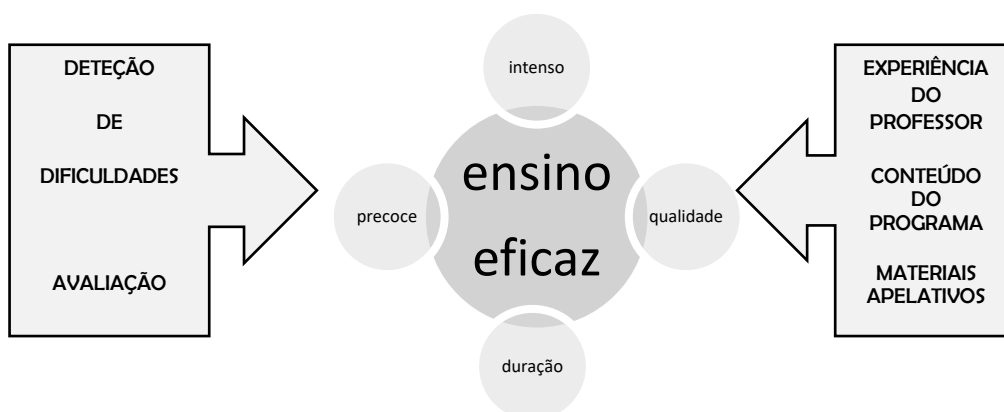 DETEÇÃO
DE
DIFICULDADES
AVALIAÇÃO
intenso
precoce
ensino
eficaz
qualidade
duração
EXPERIÊNCIA
DO
PROFESSOR
CONTEÚDO
DO
PROGRAMA
MATERIAIS
APELATIVOS